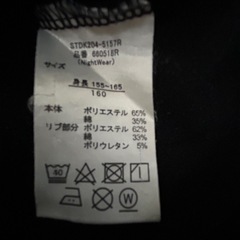 STDK204-5157R
品番 660518R
(NightWear)
サイズ
身長 155~165
160
本体 ポリエステル 65%
綿 35%
リブ部分 ポリエステル 62%
綿 33%
ポリウレタン 5%
40
W